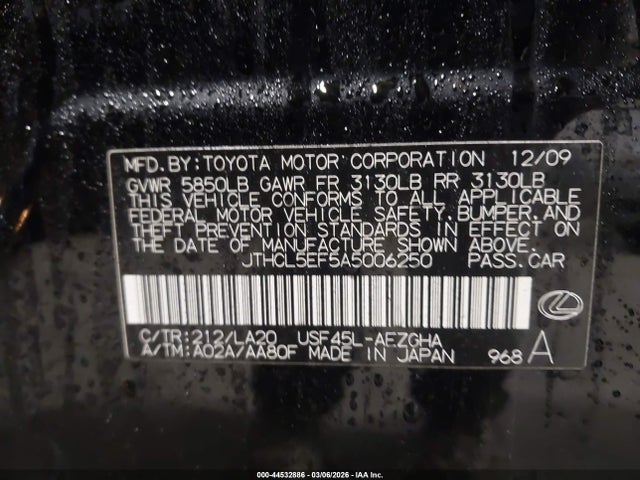 MFD.BY:TOYOTA MOTOR CORPORATION 12/09
GVWR 5850LB GAWR FR 3130LB RR 3130LB
THIS VEHICLE CONFORMS TO ALL APPLICABLE
FEDERAL MOTOR VEHICLE SAFETY,BUMPER,AND
THEFT PREVENTION STANDARDS IN EFFECT ON
THE DATE OF MANUFACTURE SHOWN ABOVE.
JTHCL5EF5A5006250 PASS.CAR
C/TR:212/LA20 USF45L-AEZGHA
A/TM:A02A/AA80F MADE IN JAPAN 968 A
000-44532886 - 03/06/2026 - IAA Inc.